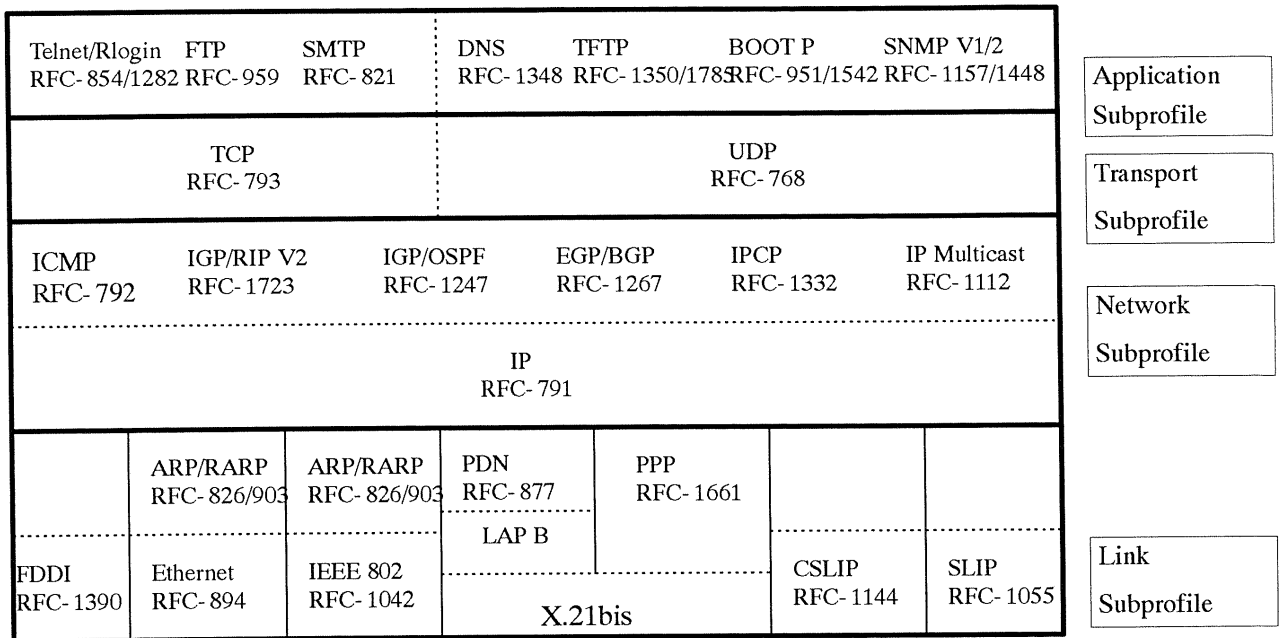 Telnet/Rlogin FTP SMTP DNS TFTP BOOT P SNMP V1/2
RFC- 854/1282 RFC- 959 RFC- 821 RFC- 1348 RFC- 1350/1785 RFC- 951/1542 RFC- 1157/1448
Application
Subprofile
TCP UDP
RFC- 793 RFC- 768
Transport
Subprofile
ICMP IGP/RIP V2 IGP/OSPF EGP/BGP IPCP IP Multicast
RFC- 792 RFC- 1723 RFC- 1247 RFC- 1267 RFC- 1332 RFC- 1112
Network
Subprofile
IP
RFC- 791
ARP/RARP ARP/RARP PDN PPP
RFC- 826/903 RFC- 826/903 RFC- 877 RFC- 1661
LAP B
FDDI Ethernet IEEE 802 CSLIP SLIP
RFC- 1390 RFC- 894 RFC- 1042 RFC- 1144 RFC- 1055
X.21bis
Link
Subprofile